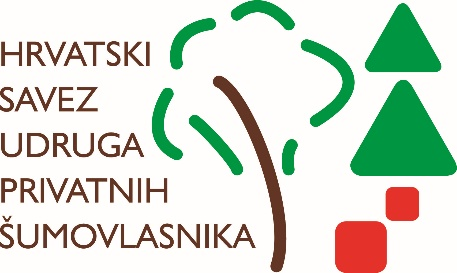 HRVATSKI
SAVEZ
UDRUGA
PRIVATNIH
ŠUMOVLASNIKA